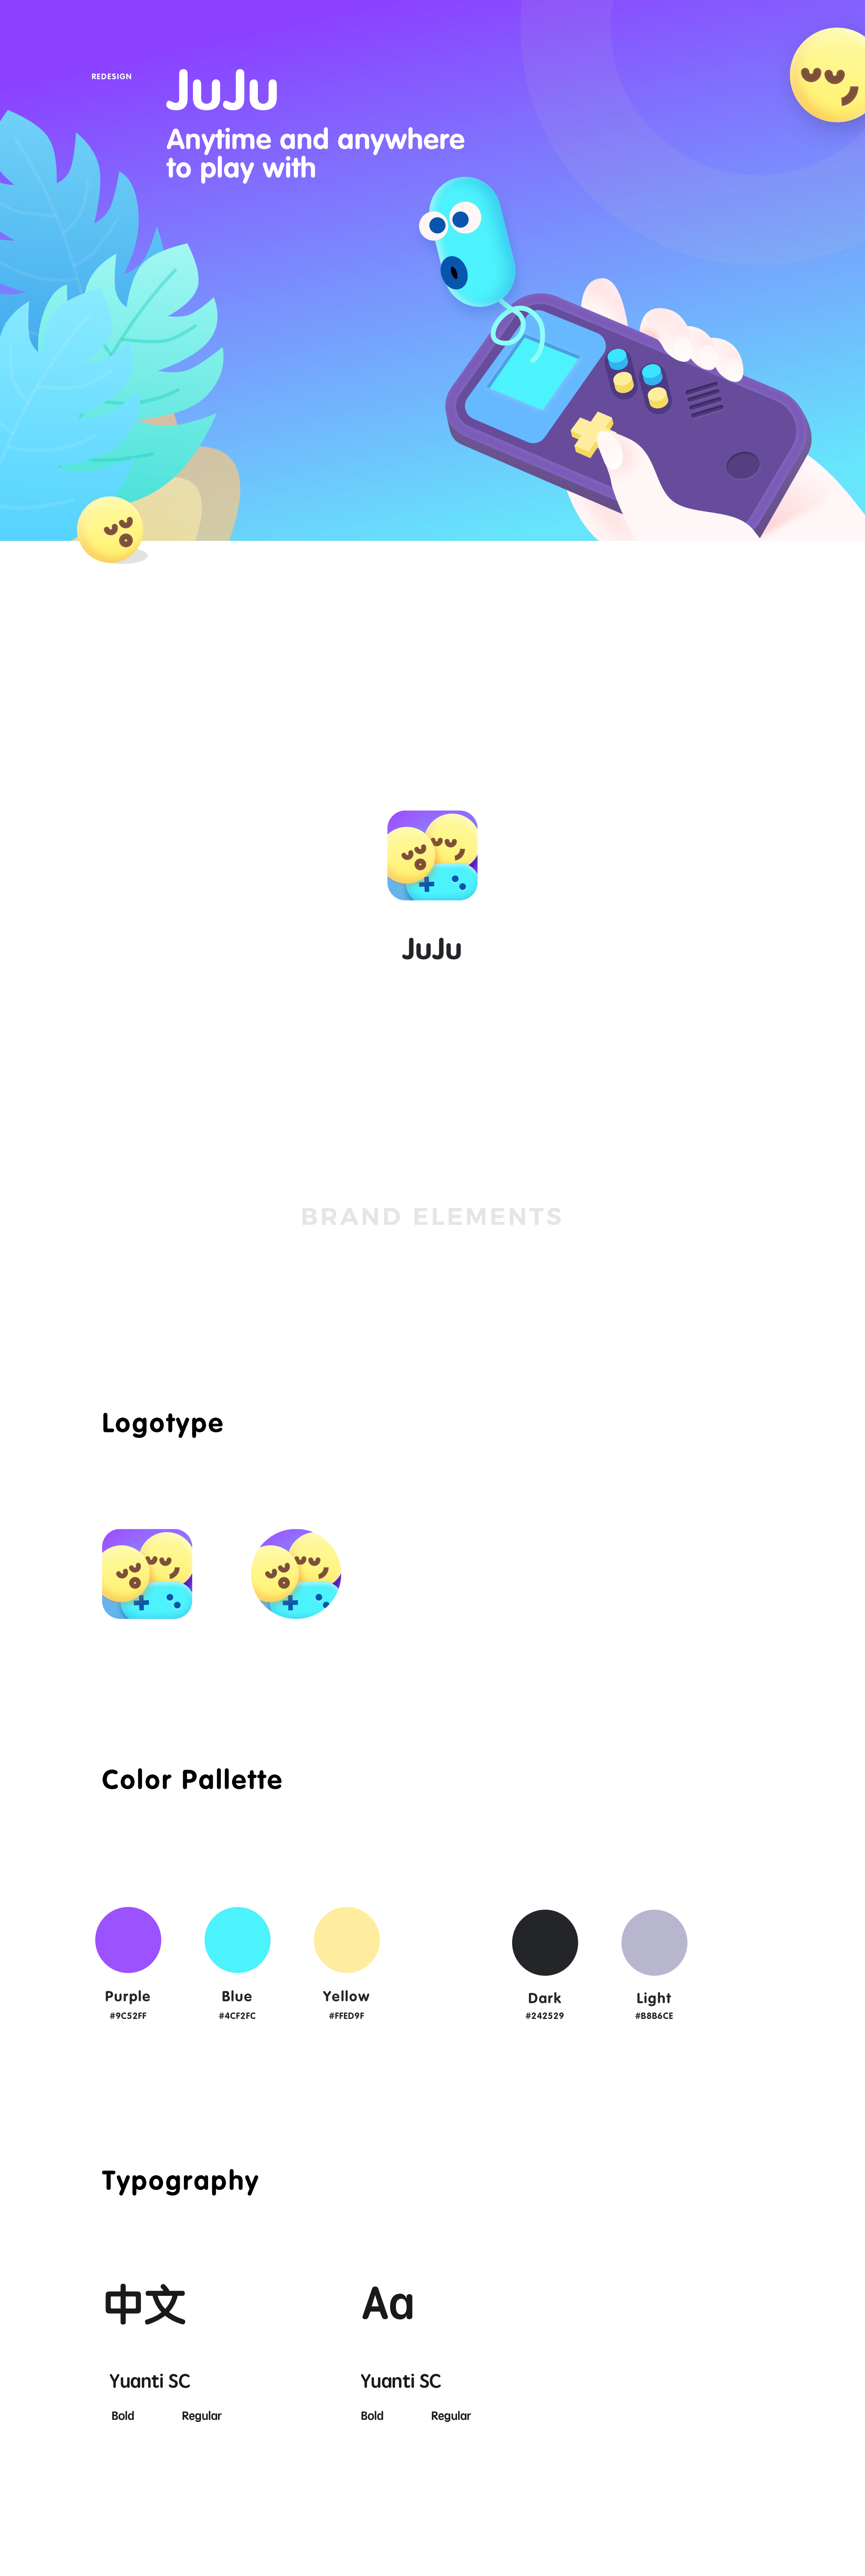 REDESIGN
JuJu
Anytime and anywhere
to play with
JuJu
BRAND ELEMENTS
Logotype
Color Pallette
Purple
#9C52FF
Blue
#4CF2FC
Yellow
#FFED9F
Dark
#242529
Light
#B8B6CE
Typography
中文
Yuanti SC
Bold
Regular
Aa
Yuanti SC
Bold
Regular